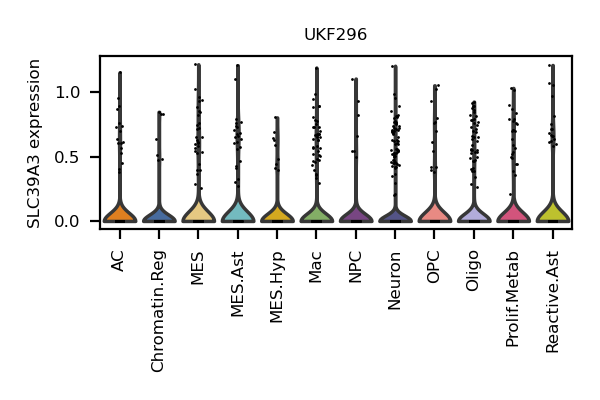 UKF296
SLC39A3 expression
1.0
0.5
0.0
AC
Chromatin.Reg
MES
MES.Ast
MES.Hyp
Mac
NPC
Neuron
OPC
Oligo
Prolif.Metab
Reactive.Ast